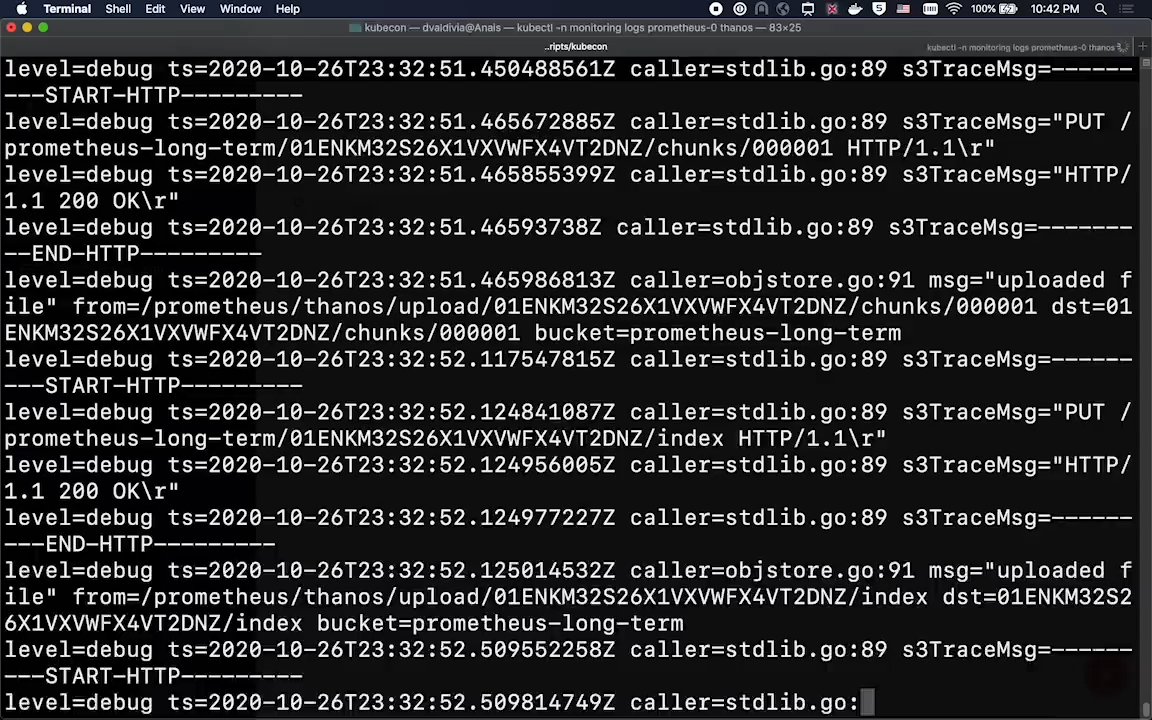 Terminal Shell Edit View Window Help 100% 10:42 PM
kubecon — dvaldivia@Anais — kubectl -n monitoring logs prometheus-0 thanos — 83×25
..ripts/kubecon kubectl -n monitoring logs prometheus-0 thanos
level=debug ts=2020-10-26T23:32:51.450488561Z caller=stdlib.go:89 s3TraceMsg=------
---START-HTTP---------
level=debug ts=2020-10-26T23:32:51.465672885Z caller=stdlib.go:89 s3TraceMsg="PUT /
prometheus-long-term/01ENKM32S26X1VXVWFX4VT2DNZ/chunks/000001 HTTP/1.1\r"
level=debug ts=2020-10-26T23:32:51.465855399Z caller=stdlib.go:89 s3TraceMsg="HTTP/
1.1 200 OK\r"
level=debug ts=2020-10-26T23:32:51.46593738Z caller=stdlib.go:89 s3TraceMsg=-------
--END-HTTP---------
level=debug ts=2020-10-26T23:32:51.465986813Z caller=objstore.go:91 msg="uploaded f
ile" from=/prometheus/thanos/upload/01ENKM32S26X1VXVWFX4VT2DNZ/chunks/000001 dst=01
ENKM32S26X1VXVWFX4VT2DNZ/chunks/000001 bucket=prometheus-long-term
level=debug ts=2020-10-26T23:32:52.117547815Z caller=stdlib.go:89 s3TraceMsg=------
---START-HTTP---------
level=debug ts=2020-10-26T23:32:52.124841087Z caller=stdlib.go:89 s3TraceMsg="PUT /
prometheus-long-term/01ENKM32S26X1VXVWFX4VT2DNZ/index HTTP/1.1\r"
level=debug ts=2020-10-26T23:32:52.124956005Z caller=stdlib.go:89 s3TraceMsg="HTTP/
1.1 200 OK\r"
level=debug ts=2020-10-26T23:32:52.124977227Z caller=stdlib.go:89 s3TraceMsg=------
---END-HTTP---------
level=debug ts=2020-10-26T23:32:52.125014532Z caller=objstore.go:91 msg="uploaded f
ile" from=/prometheus/thanos/upload/01ENKM32S26X1VXVWFX4VT2DNZ/index dst=01ENKM32S2
6X1VXVWFX4VT2DNZ/index bucket=prometheus-long-term
level=debug ts=2020-10-26T23:32:52.509552258Z caller=stdlib.go:89 s3TraceMsg=------
---START-HTTP---------
level=debug ts=2020-10-26T23:32:52.509814749Z caller=stdlib.go: